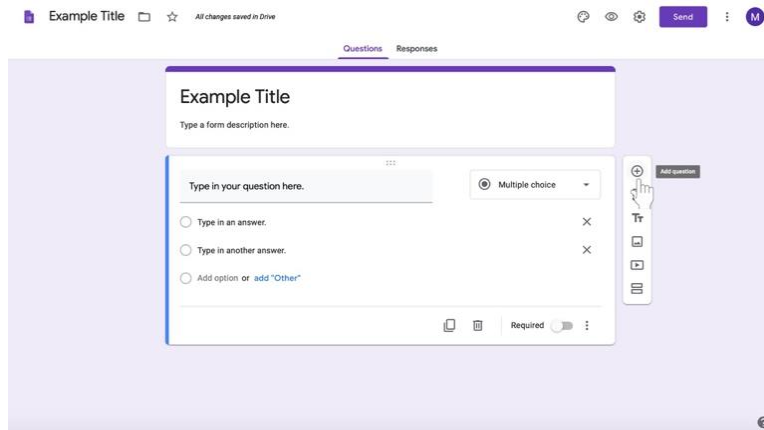 Example Title
All changes saved in Drive
Send
M
Questions
Responses
Example Title
Type a form description here.
Type in your question here.
Multiple choice
Add question
Type in an answer.
Tт
Type in another answer.
Add option or add "Other"
Required
?